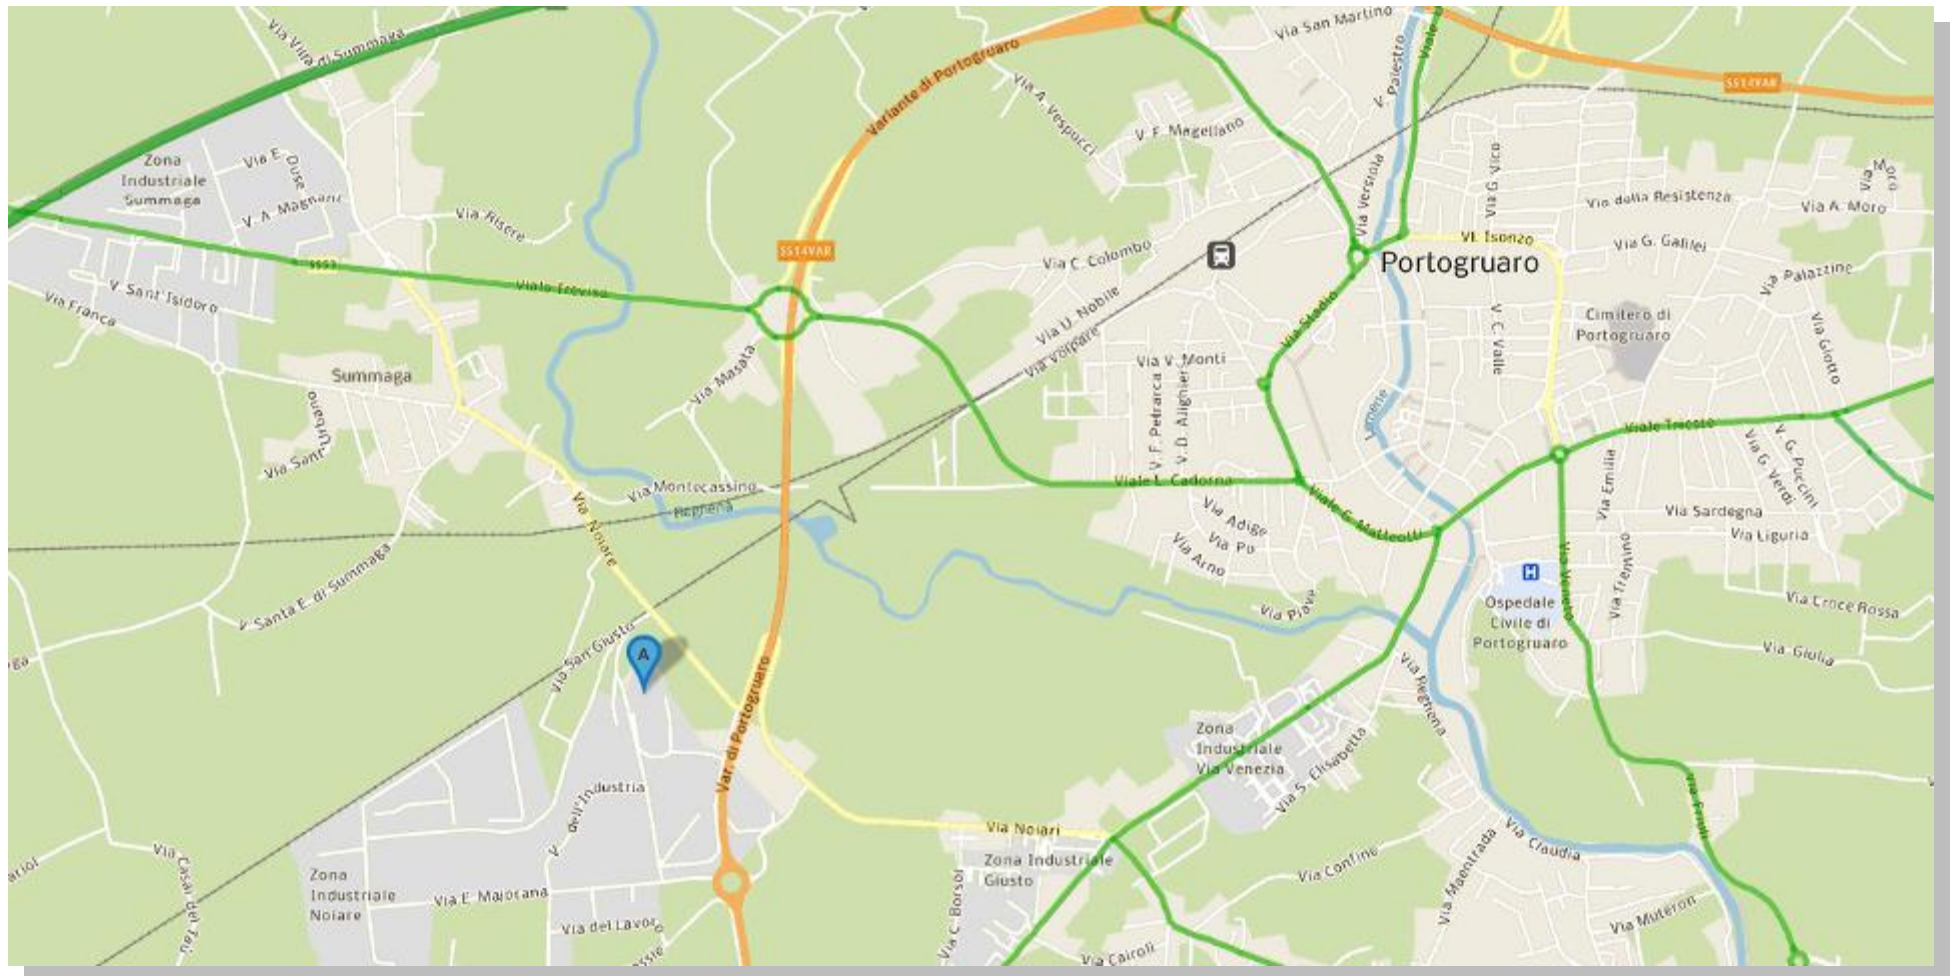 Via Villa di Summaga
Variante di Portogruaro
Via San Martino
V. Palestro
Viale
SS14VAR
Via A. Vespucci
V. F. Magellano
Zona
Industriale
Summaga
Via E. Duse
V. A. Magnani
Via Risere
Via Versiola
Via della Resistenza
Via Moro
Via A. Moro
SS14VAR
Via C. Colombo
Vl. Isonzo
Via G. Galilei
Portogruaro
SS53
Viale Treviso
V. Sant'Isidoro
Via Franca
Via U. Nobile
Via Volpare
Via Stadio
V. C. Valle
Cimitero di
Portogruaro
Via Palazzine
Via Giotto
Summaga
Via Masata
Via V. Monti
V. F. Petrarca
V. D. Alighieri
Lemene
Via Sant'Urbano
Viale Trieste
Via G. Verdi
V. G. Puccini
Via Emilia
Via Montecassino
Reghena
Viale L. Cadorna
Viale G. Matteotti
Via Adige
Via Po
Via Arno
Via Sardegna
Via Liguria
Via Noiare
V. Santa E. di Summaga
Via Piave
H
Ospedale
Civile di
Portogruaro
Via Veneto
Via Trentino
Via Croce Rossa
Via Giulia
Via San Giusto
A
Var. di Portogruaro
Via Reghena
Zona
Industriale
Via Venezia
Via S. Elisabetta
Via Friuli
V. dell'Industria
Via Noiari
Zona Industriale
Giusto
Via Claudia
Via Confine
Via Maentrada
Via Casai del Taù
Zona
Industriale
Noiare
Via E. Majorana
Via del Lavoro
Via C. Borsoi
Via Cairoli
Via Muteron